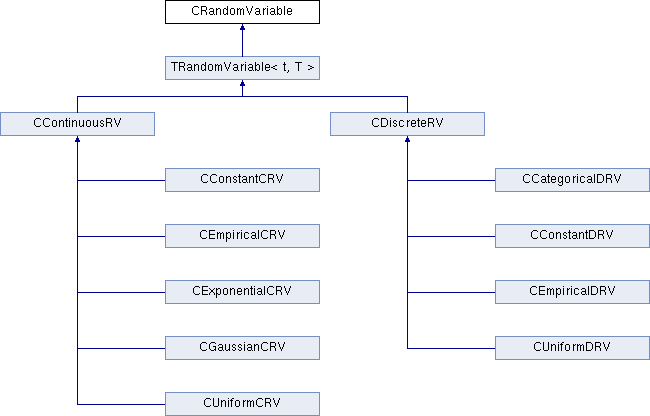 CRandomVariable
TRandomVariable< t, T >
CContinuousRV
CDiscreteRV
CConstantCRV
CCategoricalDRV
CEmpiricalCRV
CConstantDRV
CExponentialCRV
CEmpiricalDRV
CGaussianCRV
CUniformDRV
CUniformCRV